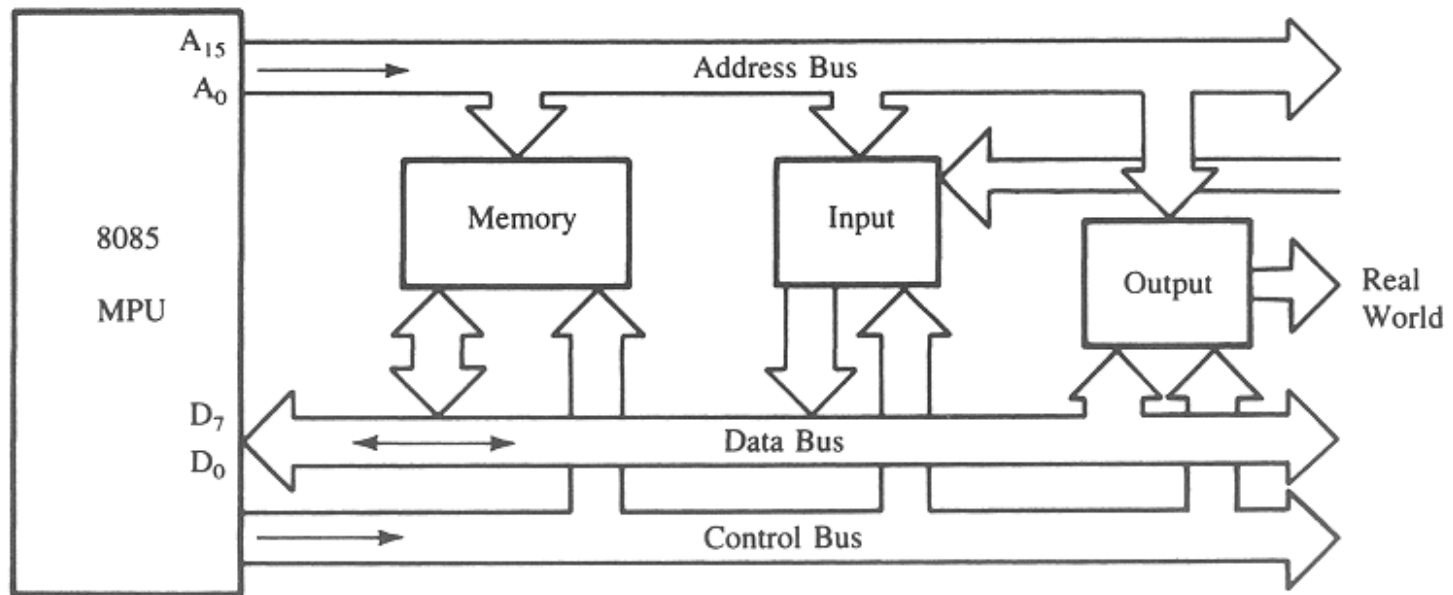 A15
Address Bus
A0
8085
MPU
Memory
Input
Output
Real
World
D7
Data Bus
D0
Control Bus